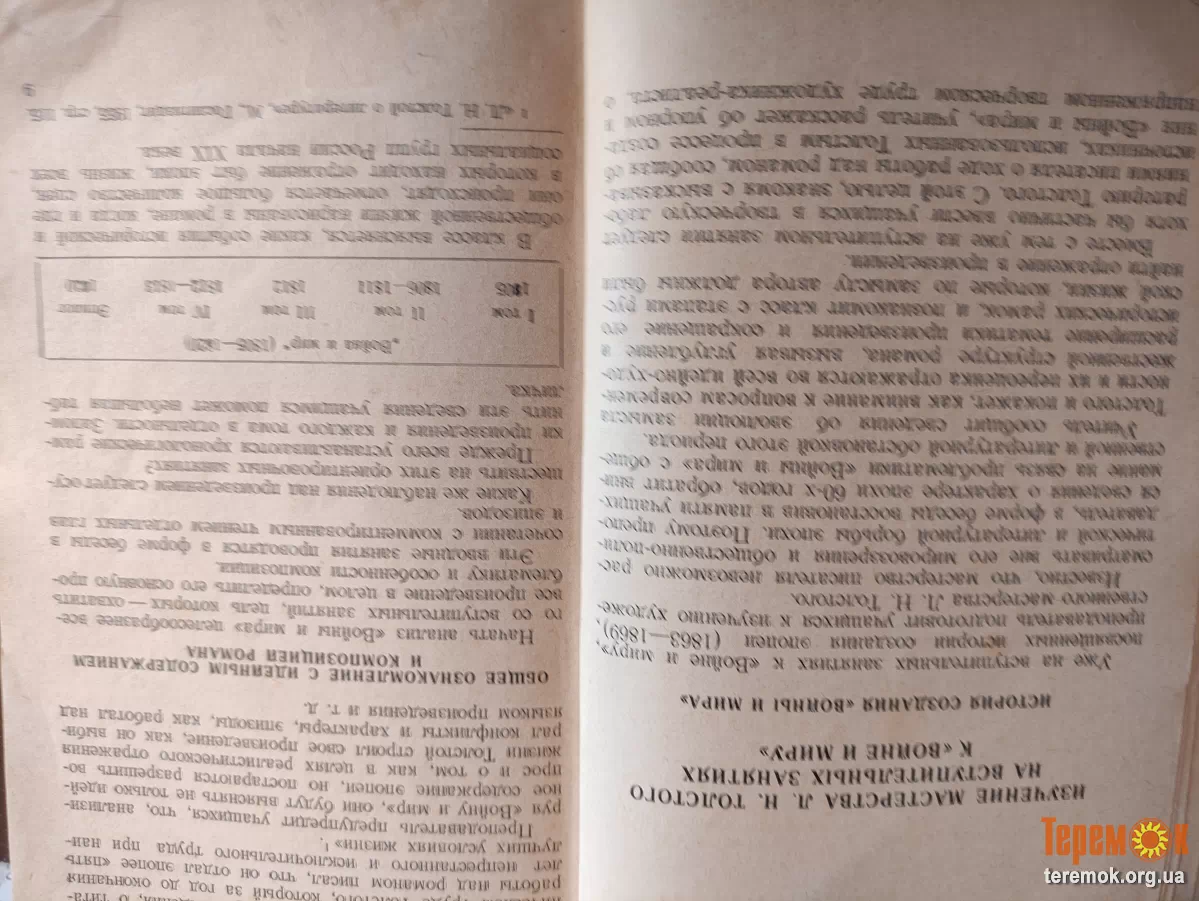 ИЗУЧЕНИЕ МАСТЕРСТВА Л. Н. ТОЛСТОГО
НА ВСТУПИТЕЛЬНЫХ ЗАНЯТИЯХ
К «ВОЙНЕ И МИРУ»
ИСТОРИЯ СОЗДАНИЯ «ВОЙНЫ И МИРА»
Уже на вступительных занятиях к «Войне и миру»,
посвященных истории создания эпопеи (1863—1869),
преподаватель подготовит учащихся к изучению художе-
ственного мастерства Л. Н. Толстого.
Известно, что мастерство писателя невозможно рас-
сматривать вне его мировоззрения и общественно-поли-
тической и литературной борьбы эпохи. Поэтому препо-
даватель, в форме беседы восстановив в памяти учащих-
ся сведения о характере эпохи 60-х годов, обратит вни-
мание на связь проблематики «Войны и мира» с обще-
ственной и литературной обстановкой этого периода.
Учитель сообщит сведения об эволюции замысла
Толстого и покажет, как внимание к вопросам современ-
ности и их переоценка отражаются во всей идейно-худо-
жественной структуре романа, вызывая углубление и
расширение тематики произведения и сокращение его
исторических рамок, и познакомит класс с этапами рус-
ской жизни, которые по замыслу автора должны были
найти отражение в произведении.
Вместе с тем уже на вступительном занятии следует
хотя бы частично ввести учащихся в творческую лабо-
раторию Толстого. С этой целью, знакомя с высказыва-
ниями писателя о ходе работы над романом, сообщая об
источниках, использованных Толстым в процессе созда-
ния «Войны и мира», учитель расскажет об упорном и
напряженном творческом труде художника-реалиста, о
работы над романом писал, что он отдал эпопее «пять
лет непрестанного и исключительного труда при наи-
лучших условиях жизни» ¹.
Преподаватель предупредит учащихся, что, анализи-
руя «Войну и мир», они будут выяснять не только идей-
ное содержание эпопеи, но постараются разрешить во-
прос и о том, как в целях реалистического отражения
жизни Толстой строил свое произведение, как он выби-
рал конфликты и характеры, эпизоды, как работал над
языком произведения и т. д.
ОБЩЕЕ ОЗНАКОМЛЕНИЕ С ИДЕЙНЫМ СОДЕРЖАНИЕМ
И КОМПОЗИЦИЕЙ РОМАНА
Начать анализ «Войны и мира» целесообразнее все-
го со вступительных занятий, цель которых — охватить
все произведение в целом, определить его основную про-
блематику и особенности композиции.
Эти вводные занятия проводятся в форме беседы в
сочетании с комментированным чтением отдельных глав
и эпизодов.
Какие же наблюдения над произведением следует осу-
ществить на этих ориентировочных занятиях?
Прежде всего устанавливаются хронологические рам-
ки произведения и каждого тома в отдельности. Запом-
нить эти сведения учащимся поможет небольшая таб-
личка.
„Война и мир" (1805—1820)
I том II том III том IV том Эпилог
1805 1806—1811 1812 1812—1813 1820
В классе выясняется, какие события исторической и
общественной жизни нарисованы в романе, когда и где
они происходят, отмечается большое количество сцен,
в которых находит отражение быт эпохи, жизнь всех
социальных групп России начала XIX века.
¹ «Л. Н. Толстой о литературе», М., Гослитиздат, 1955, стр. 115.
9
Теремок
teremok.org.ua